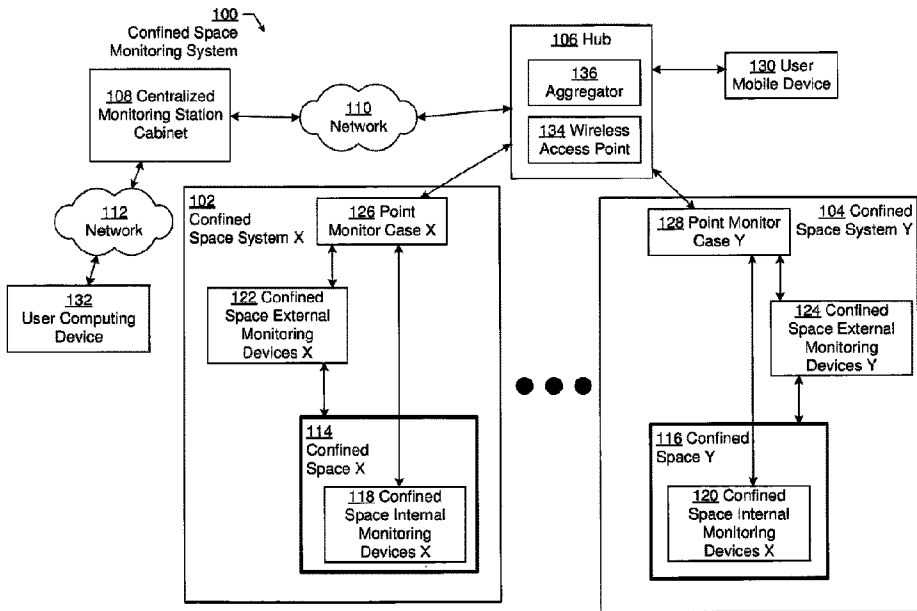 100
Confined Space
Monitoring System
108 Centralized
Monitoring Station
Cabinet
110
Network
106 Hub
136
Aggregator
134 Wireless
Access Point
130 User
Mobile Device
112
Network
132
User Computing
Device
102
Confined
Space System X
126 Point
Monitor Case X
122 Confined
Space External
Monitoring
Devices X
114
Confined
Space X
118 Confined
Space Internal
Monitoring
Devices X
104 Confined
Space System Y
128 Point Monitor
Case Y
124 Confined
Space External
Monitoring
Devices Y
116 Confined
Space Y
120 Confined
Space Internal
Monitoring
Devices X